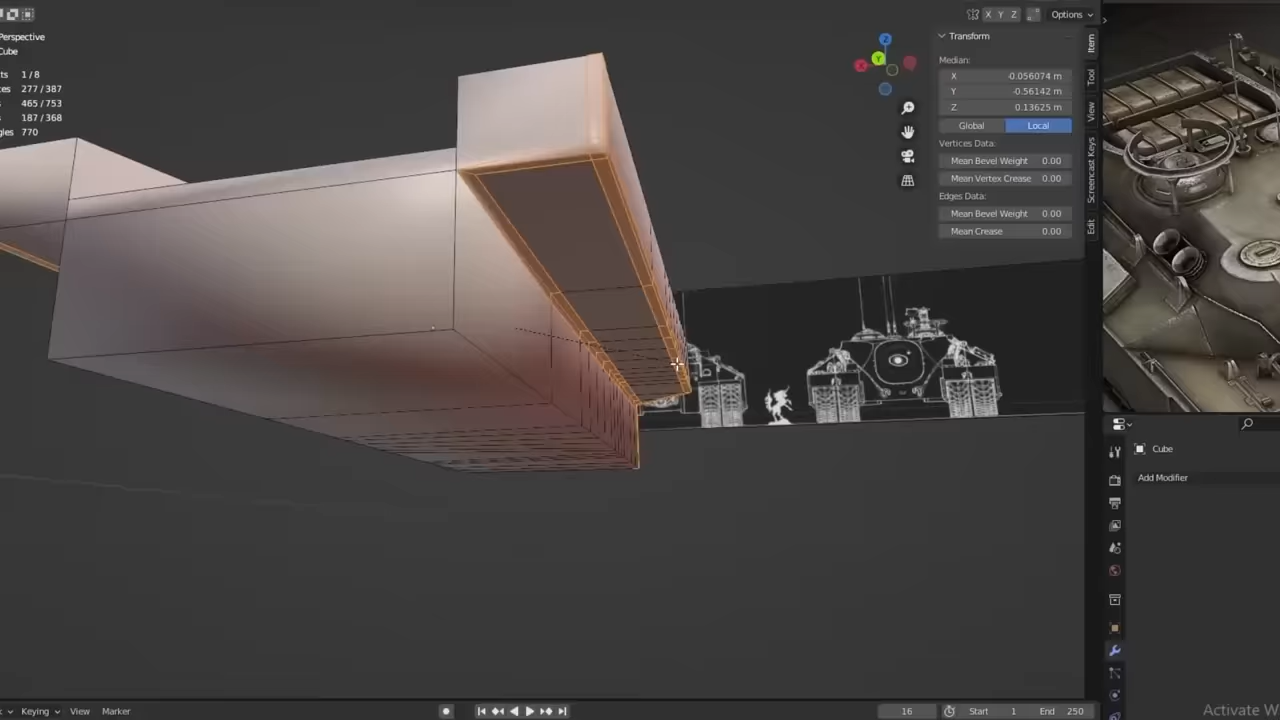 Perspective
Cube
ts 1 / 8
ces 277 / 387
s 465 / 753
s 187 / 368
gles 770
X Y Z
Options
Transform
Median:
X -0.056074 m
Y -0.56142 m
Z 0.13625 m
Global Local
Vertices Data:
Mean Bevel Weight 0.00
Mean Vertex Crease 0.00
Edges Data:
Mean Bevel Weight 0.00
Mean Crease 0.00
Item
Tool
View
Screencast Keys
Edit
Z
Y
X
Cube
Add Modifier
Keying View Marker
16
Start 1
End 250
Activate W